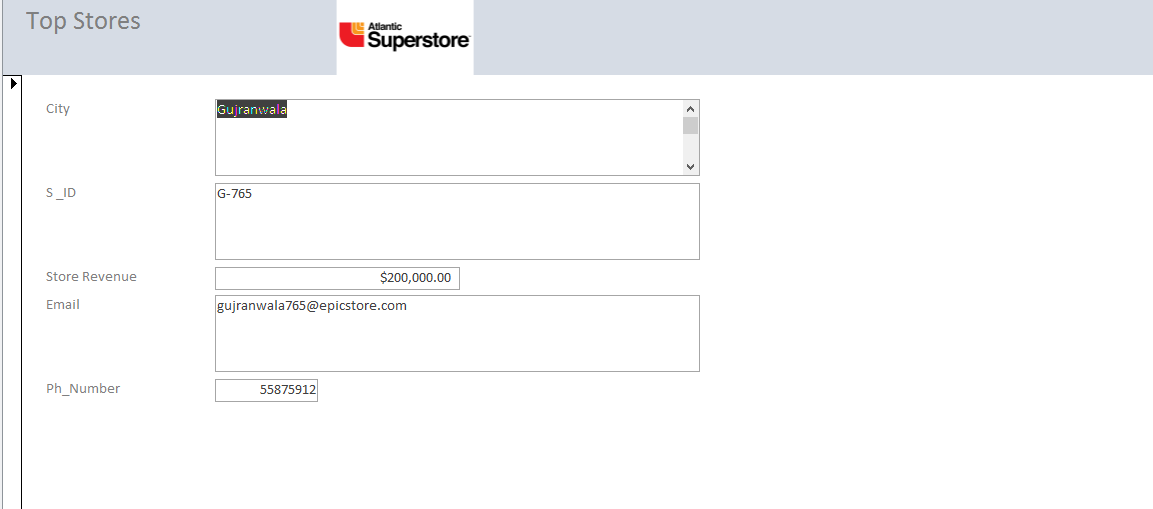 Top Stores
Atlantic
Superstore
City
Gujranwala
S _ID
G-765
Store Revenue
$200,000.00
Email
gujranwala765@epicstore.com
Ph_Number
55875912